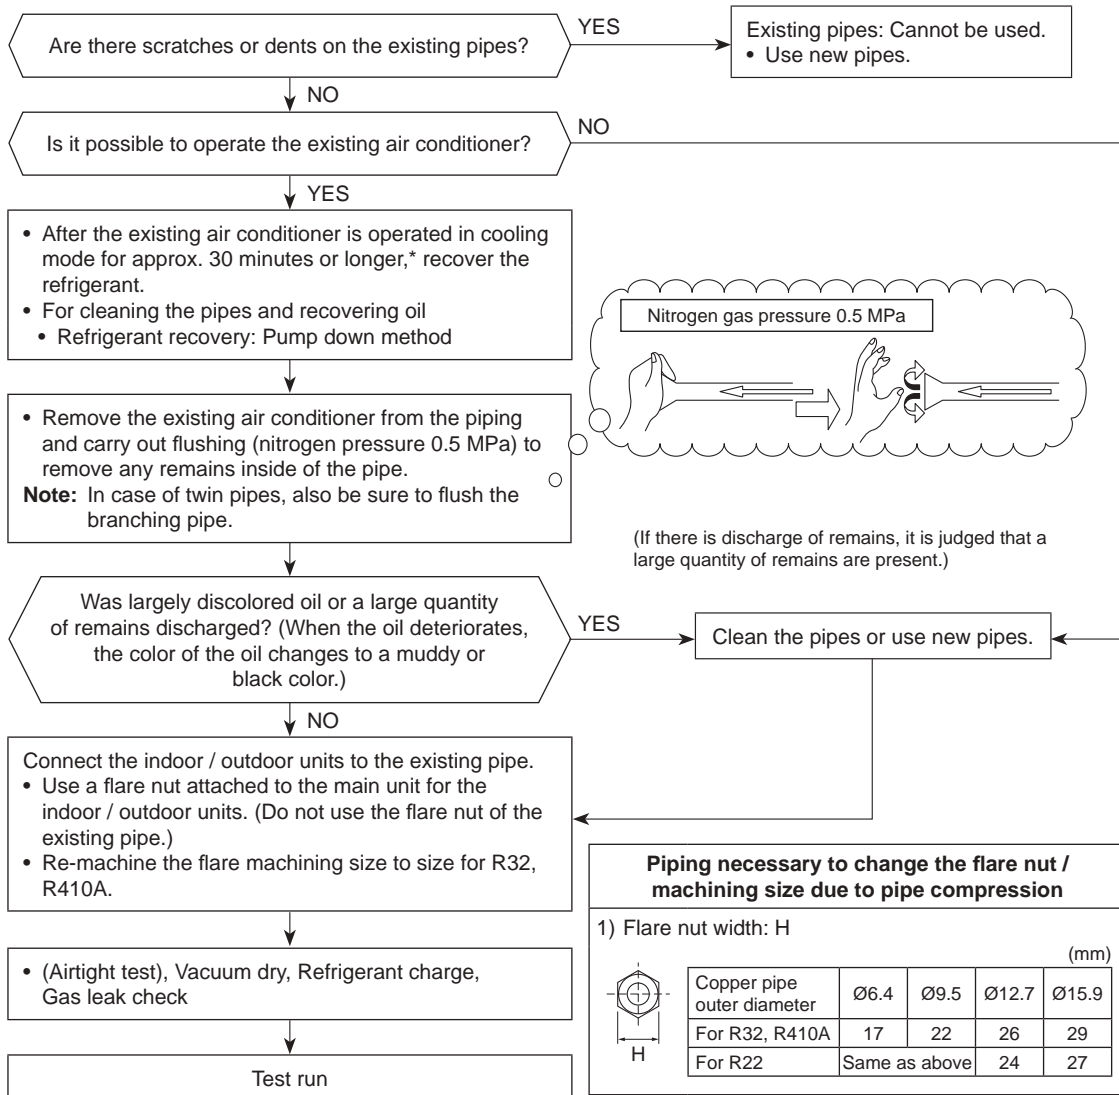 Are there scratches or dents on the existing pipes?
YES
Existing pipes: Cannot be used.
• Use new pipes.
NO
Is it possible to operate the existing air conditioner?
NO
YES
• After the existing air conditioner is operated in cooling
mode for approx. 30 minutes or longer,* recover the
refrigerant.
• For cleaning the pipes and recovering oil
• Refrigerant recovery: Pump down method
Nitrogen gas pressure 0.5 MPa
• Remove the existing air conditioner from the piping
and carry out flushing (nitrogen pressure 0.5 MPa) to
remove any remains inside of the pipe.
Note: In case of twin pipes, also be sure to flush the
branching pipe.
(If there is discharge of remains, it is judged that a
large quantity of remains are present.)
Was largely discolored oil or a large quantity
of remains discharged? (When the oil deteriorates,
the color of the oil changes to a muddy or
black color.)
YES
Clean the pipes or use new pipes.
NO
Connect the indoor / outdoor units to the existing pipe.
• Use a flare nut attached to the main unit for the
indoor / outdoor units. (Do not use the flare nut of the
existing pipe.)
• Re-machine the flare machining size to size for R32,
R410A.
• (Airtight test), Vacuum dry, Refrigerant charge,
Gas leak check
Test run
Piping necessary to change the flare nut /
machining size due to pipe compression
1) Flare nut width: H
(mm)
H
Copper pipe
outer diameter Ø6.4 Ø9.5 Ø12.7 Ø15.9
For R32, R410A 17 22 26 29
For R22 Same as above 24 27